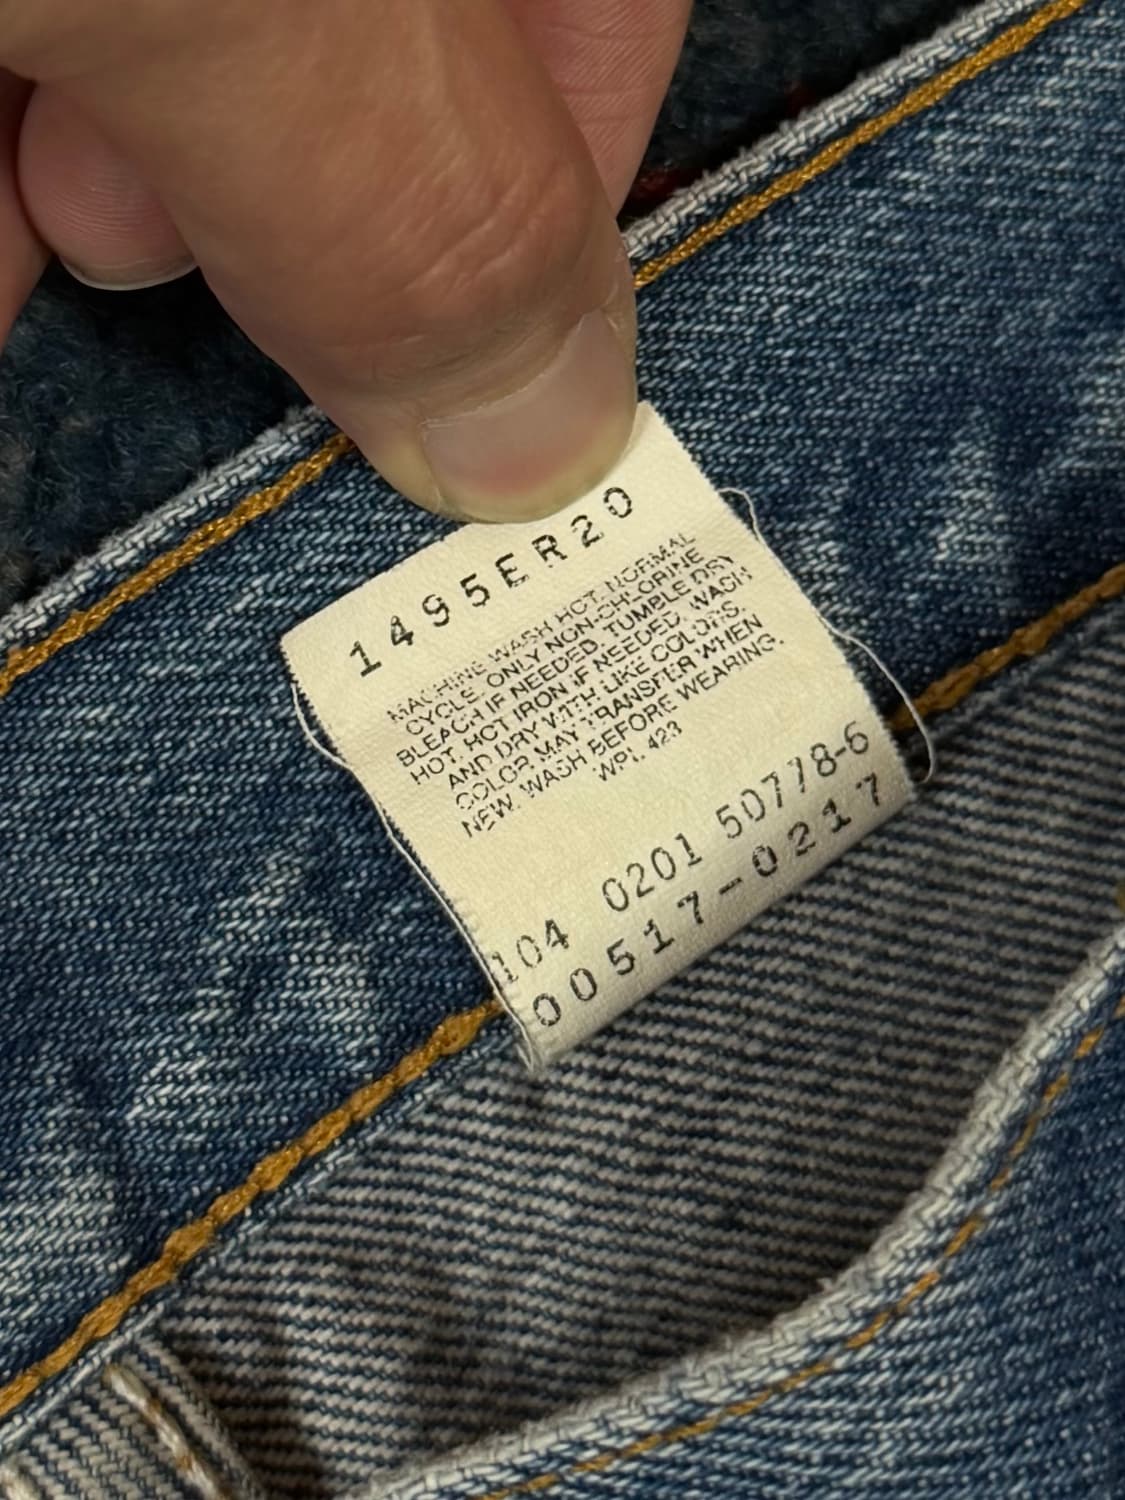 1495ER20
MACHINE WASH HOT. NORMAL
CYCLE. ONLY NON-CHLORINE
BLEACH IF NEEDED. TUMBLE DRY
HOT. HOT IRON IF NEEDED. WASH
AND DRY WITH LIKE COLORS.
COLOR MAY TRANSFER WHEN
NEW. WASH BEFORE WEARING.
WPL 423
104 0201 50778-6
00517-0217